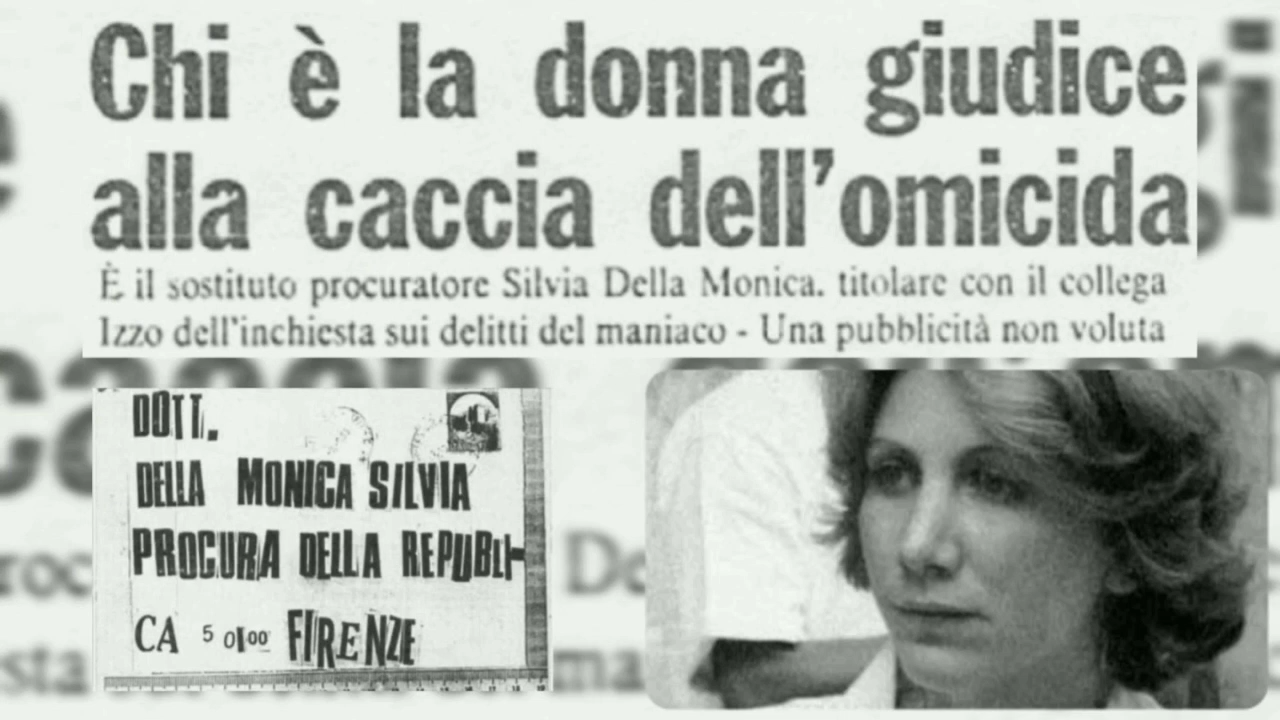 Chi è la donna giudice
alla caccia dell'omicida
È il sostituto procuratore Silvia Della Monica. titolare con il collega
Izzo dell'inchiesta sui delitti del maniaco - Una pubblicità non voluta
DOTT.
DELLA MONICA SILVIA
PROCURA DELLA REPUBLI-
CA 50100 FIRENZE